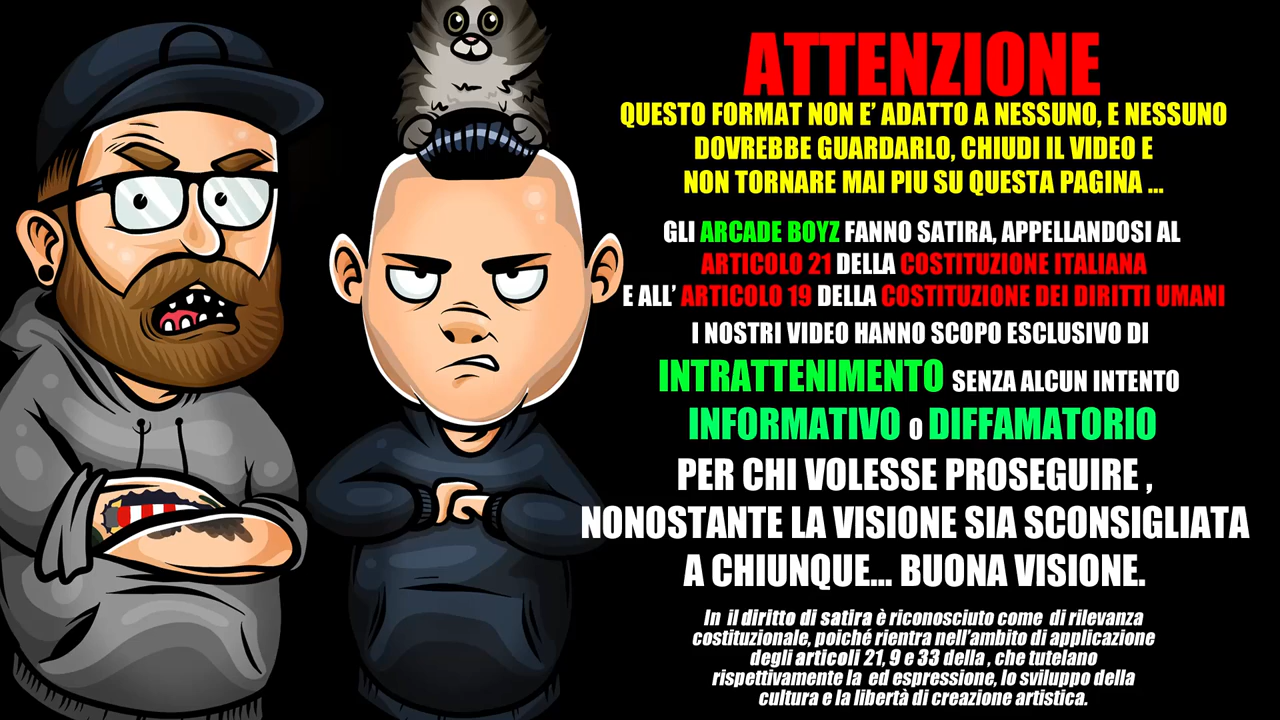 ATTENZIONE
QUESTO FORMAT NON E' ADATTO A NESSUNO, E NESSUNO
DOVREBBE GUARDARLO, CHIUDI IL VIDEO E
NON TORNARE MAI PIU SU QUESTA PAGINA ...
GLI ARCADE BOYZ FANNO SATIRA, APPELLANDOSI AL
ARTICOLO 21 DELLA COSTITUZIONE ITALIANA
E ALL' ARTICOLO 19 DELLA COSTITUZIONE DEI DIRITTI UMANI
I NOSTRI VIDEO HANNO SCOPO ESCLUSIVO DI
INTRATTENIMENTO SENZA ALCUN INTENTO
INFORMATIVO O DIFFAMATORIO
PER CHI VOLESSE PROSEGUIRE ,
NONOSTANTE LA VISIONE SIA SCONSIGLIATA
A CHIUNQUE... BUONA VISIONE.
In il diritto di satira è riconosciuto come di rilevanza
costituzionale, poiché rientra nell'ambito di applicazione
degli articoli 21, 9 e 33 della , che tutelano
rispettivamente la ed espressione, lo sviluppo della
cultura e la libertà di creazione artistica.